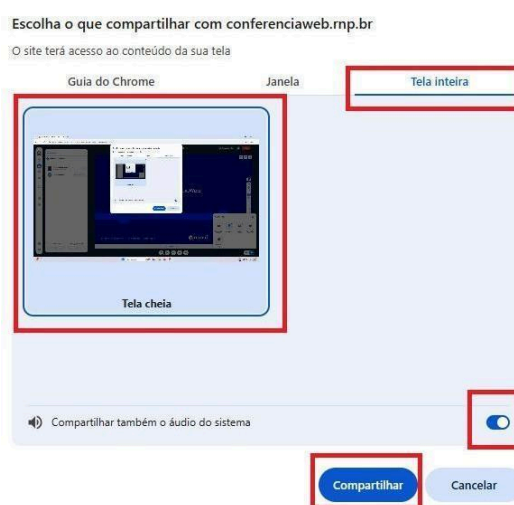 Escolha o que compartilhar com conferenciaweb.rnp.br
O site terá acesso ao conteúdo da sua tela
Guia do Chrome Janela Tela inteira
Tela cheia
Compartilhar também o áudio do sistema
Compartilhar Cancelar